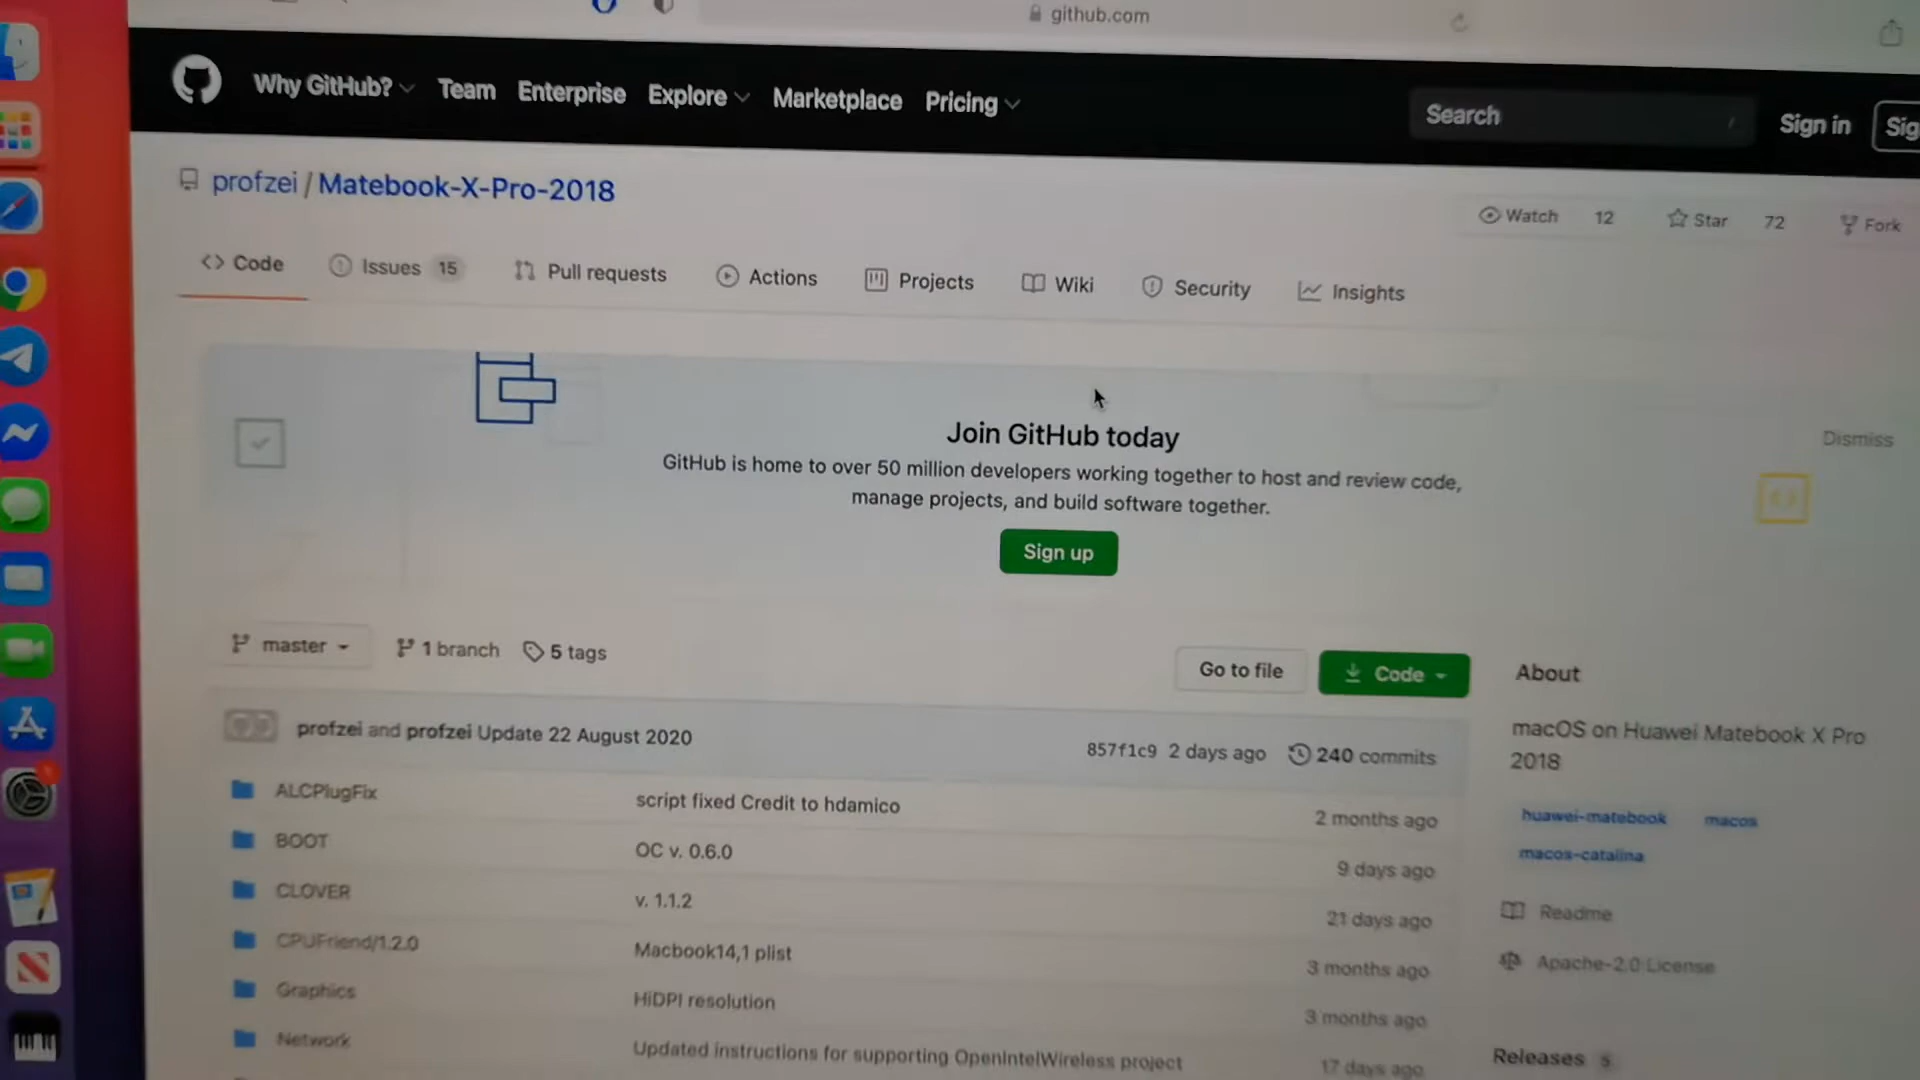 github.com
Why GitHub? Team Enterprise Explore Marketplace Pricing Search / Sign in Sig
profzei / Matebook-X-Pro-2018
Watch 12 Star 72 Fork
Code Issues 15 Pull requests Actions Projects Wiki Security Insights
Join GitHub today
Dismiss
GitHub is home to over 50 million developers working together to host and review code,
manage projects, and build software together.
Sign up
master 1 branch 5 tags Go to file Code
About
profzei and profzei Update 22 August 2020 857f1c9 2 days ago 240 commits
macOS on Huawei Matebook X Pro
2018
ALCPlugFix script fixed Credit to hdamico 2 months ago
huawei-matebook macos
BOOT OC v. 0.6.0 9 days ago
macos-catalina
CLOVER v. 1.1.2 21 days ago
Readme
CPUFriend/1.2.0 Macbook14,1 plist 3 months ago
Apache-2.0 License
Graphics HiDPI resolution 3 months ago
Network Updated instructions for supporting OpenIntelWireless project 17 days ago
Releases 5